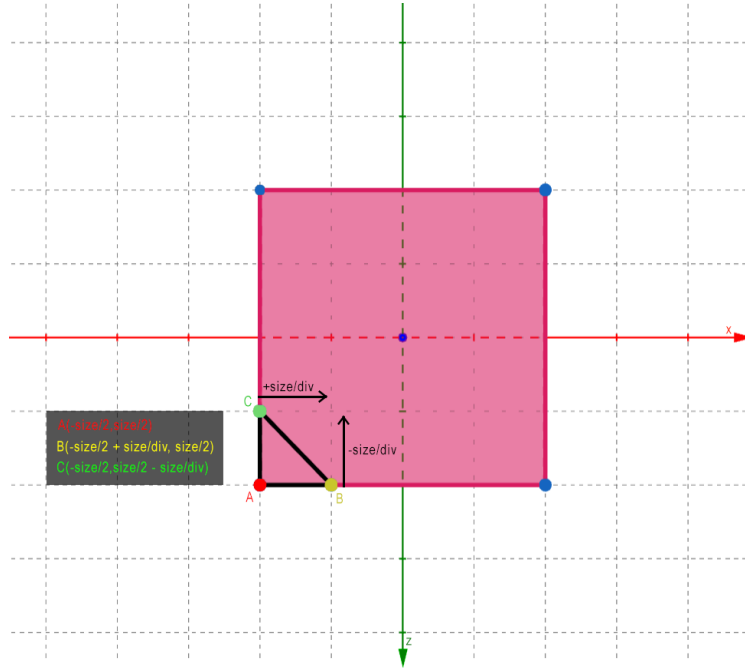 x
+size/div
C
A(-size/2,size/2)
B(-size/2 + size/div, size/2)
-size/div
C(-size/2,size/2 - size/div)
A
B
z